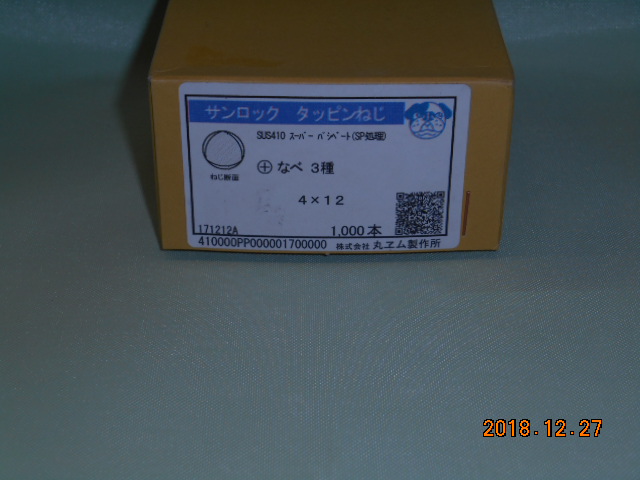 サンロック タッピンねじ
SUS410 スーパー パシペート(SP処理)
ねじ断面
なべ 3種
4×12
171212A
1,000本
410000PP000001700000 株式会社 丸ヱム製作所
2018.12.27